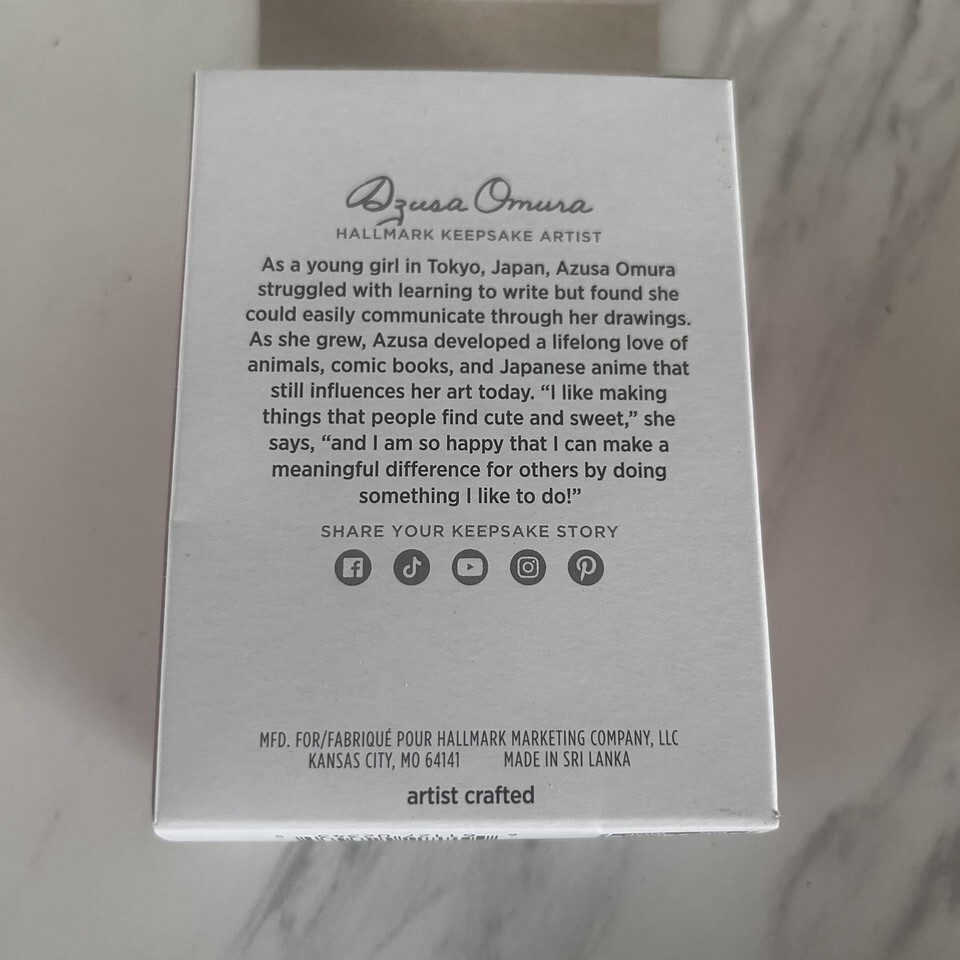 Azusa Omura
HALLMARK KEEPSAKE ARTIST
As a young girl in Tokyo, Japan, Azusa Omura
struggled with learning to write but found she
could easily communicate through her drawings.
As she grew, Azusa developed a lifelong love of
animals, comic books, and Japanese anime that
still influences her art today. “I like making
things that people find cute and sweet,” she
says, “and I am so happy that I can make a
meaningful difference for others by doing
something I like to do!”
SHARE YOUR KEEPSAKE STORY
MFD. FOR/FABRIQUÉ POUR HALLMARK MARKETING COMPANY, LLC
KANSAS CITY, MO 64141 MADE IN SRI LANKA
artist crafted